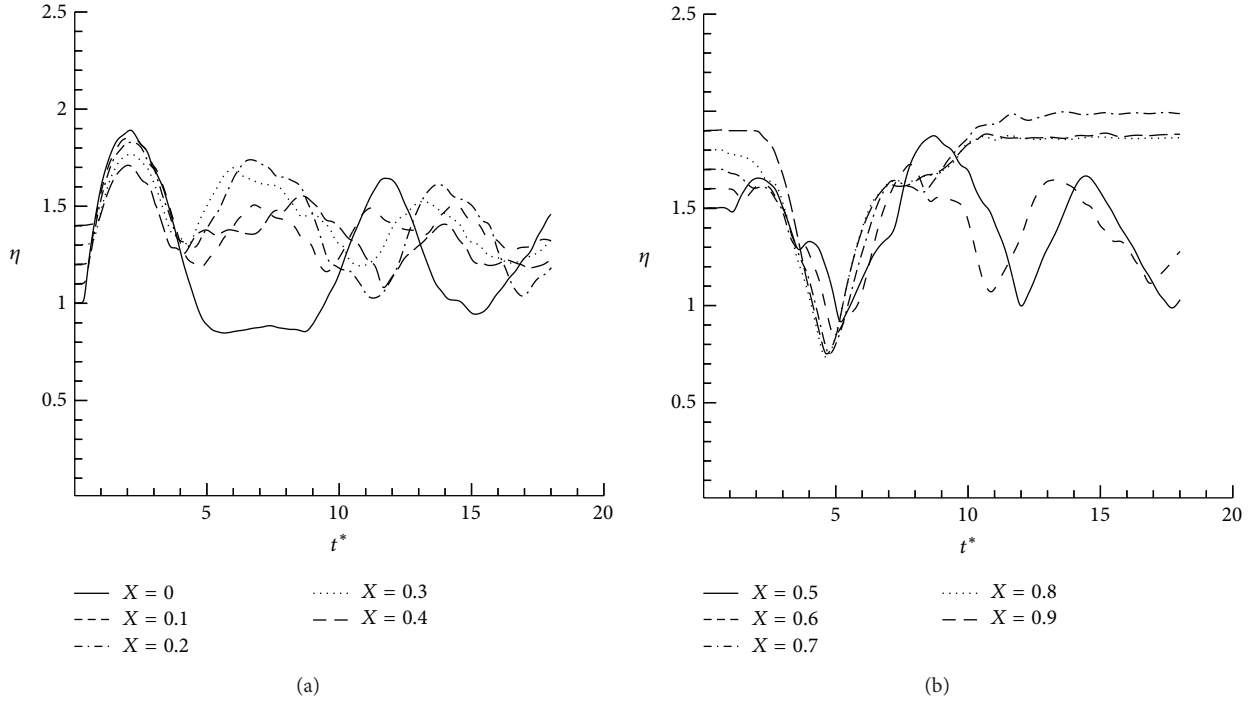 2.5
2
1.5
1
0.5
η
5
10
15
20
t*
X = 0
X = 0.1
X = 0.2
X = 0.3
X = 0.4
(a)
2.5
2
1.5
1
0.5
η
5
10
15
20
t*
X = 0.5
X = 0.6
X = 0.7
X = 0.8
X = 0.9
(b)